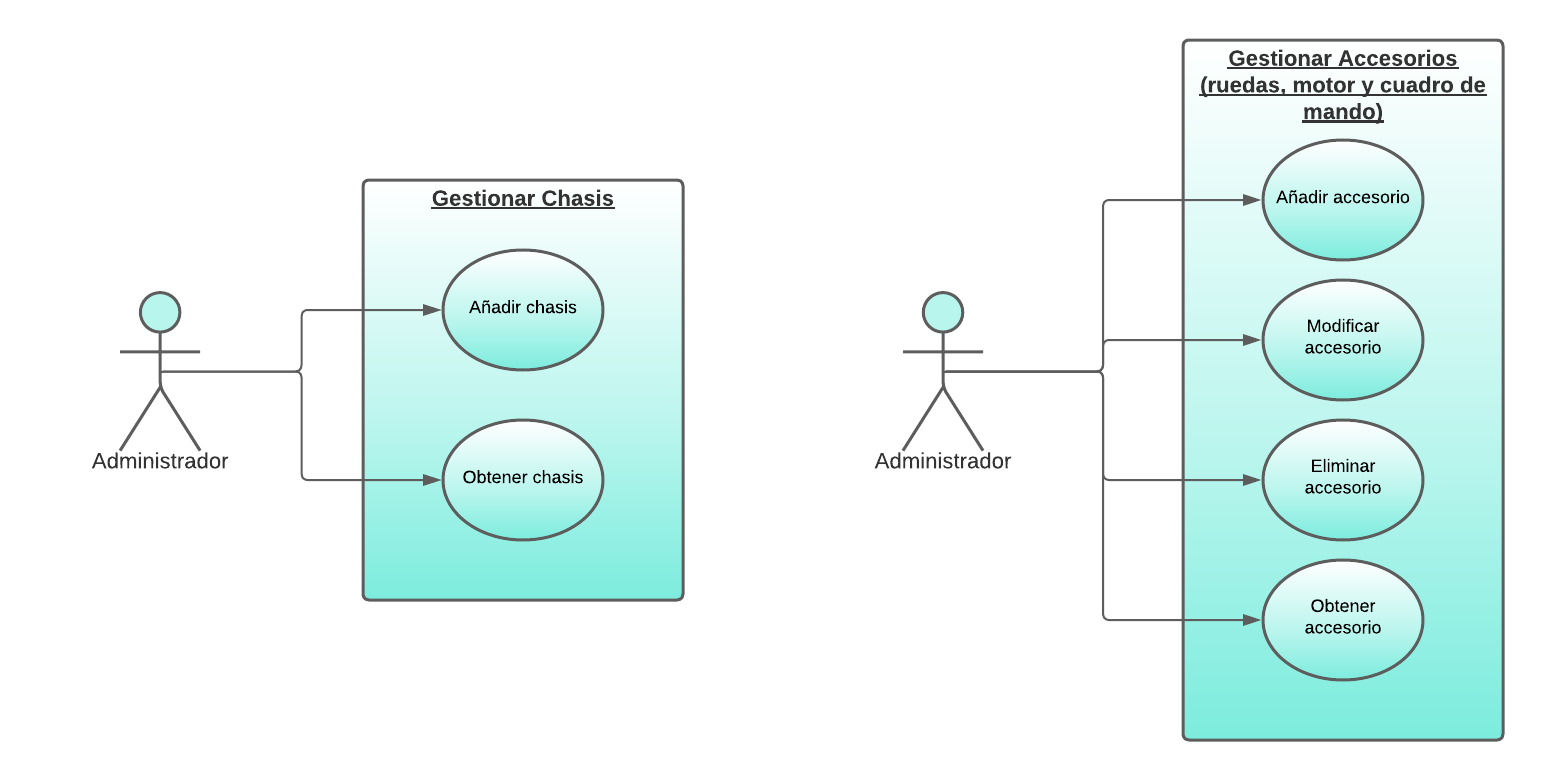 Gestionar Chasis
Añadir chasis
Obtener chasis
Administrador
Gestionar Accesorios
(ruedas, motor y cuadro de
mando)
Añadir accesorio
Modificar
accesorio
Eliminar
accesorio
Obtener
accesorio
Administrador